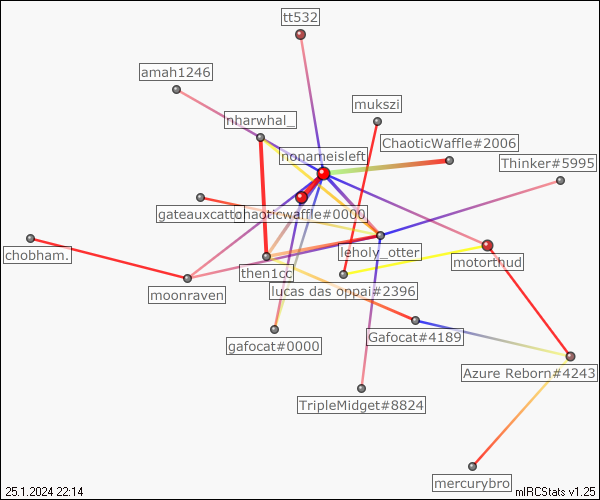 tt532
amah1246
mukszi
nharwhal_
ChaoticWaffle#2006
nonameisleft
Thinker#5995
gateauxcatto
chaoticwaffle#0000
leholy_otter
chobham.
motorthud
then1cc
moonraven
lucas das oppai#2396
gafocat#0000
Gafocat#4189
Azure Reborn#4243
TripleMidget#8824
mercurybro
25.1.2024 22:14
mIRCStats v1.25